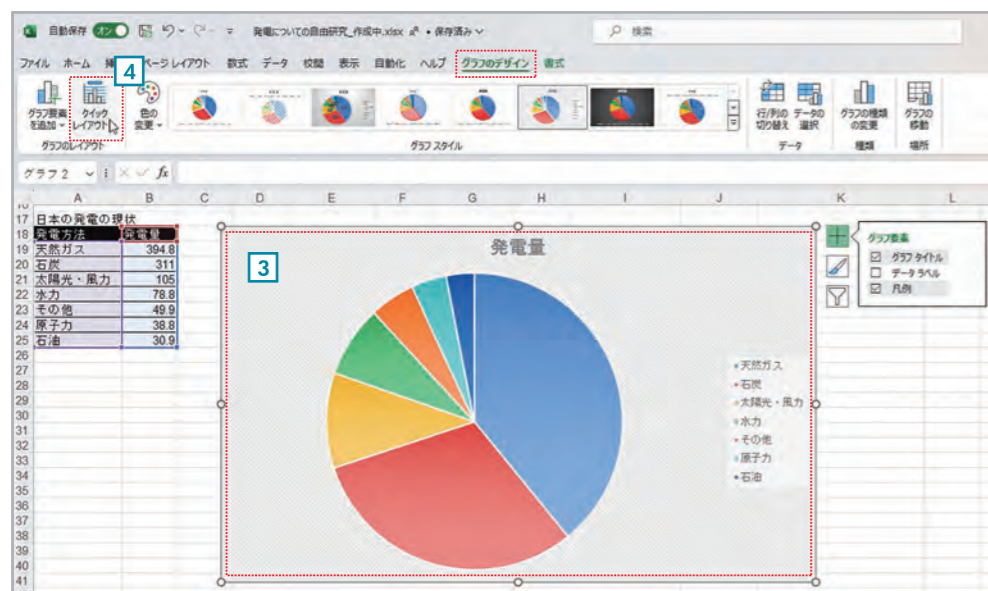 自動保存 オン 発電についての自由研究_作成中.xlsx • 保存済み 検索
ファイル ホーム ページ レイアウト 数式 データ 校閲 表示 自動化 ヘルプ グラフのデザイン 書式
4
グラフ要素を追加 クイックレイアウト 色の変更 行/列の切り替え データの選択 グラフの種類の変更 グラフの移動
グラフのレイアウト グラフ スタイル データ 種類 場所
グラフ 2 fx
A B C D E F G H I J K L
17 日本の発電の現状
18 発電方法 発電量
19 天然ガス 394.8
20 石炭 311
21 太陽光・風力 105
22 水力 78.8
23 その他 49.9
24 原子力 38.8
25 石油 30.9
26
27
28
29
30
31
32
33
34
35
36
37
38
39
40
41
3
発電量
天然ガス
石炭
太陽光・風力
水力
その他
原子力
石油
グラフ要素
グラフ タイトル
データ ラベル
凡例